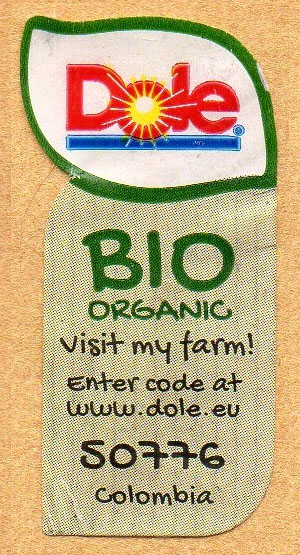 Dole
BIO
ORGANIC
Visit my farm!
Enter code at
www.dole.eu
50776
Colombia